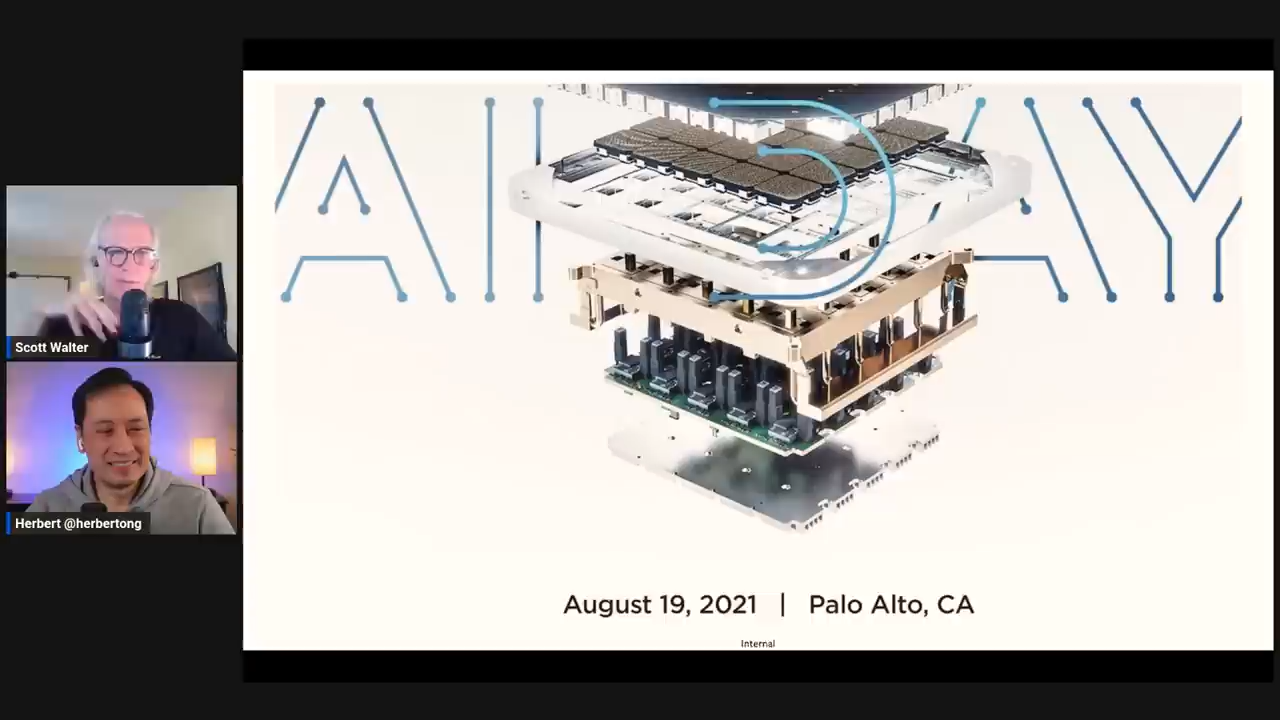 AI DAY
Scott Walter
Herbert @herbertong
August 19, 2021 | Palo Alto, CA
Internal